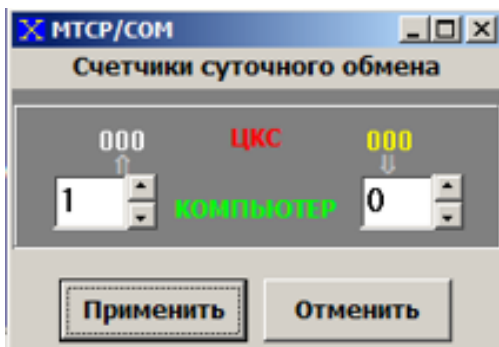 MTCP/COM
Счетчики суточного обмена
000 ЦКС 000
1 КОМПЬЮТЕР 0
Применить Отменить